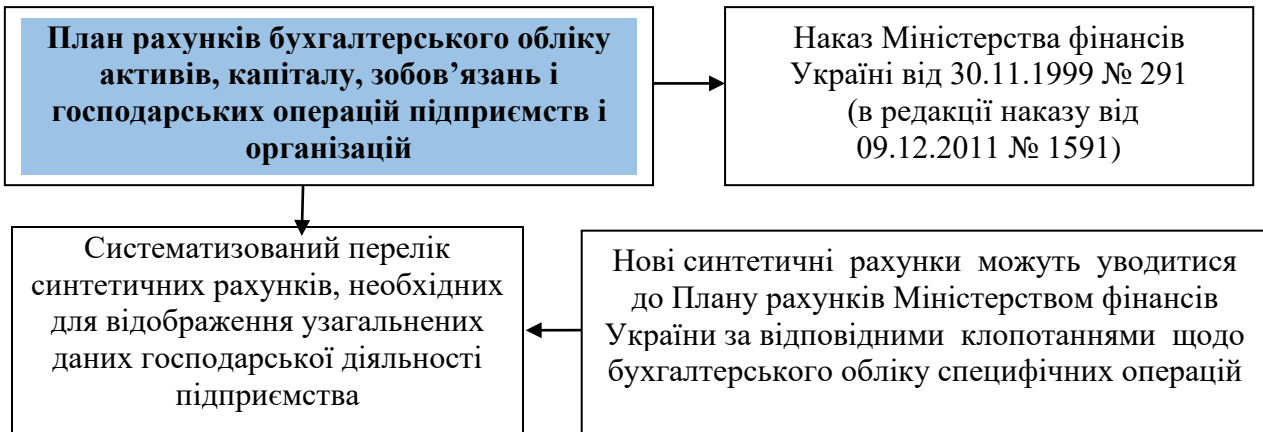 План рахунків бухгалтерського обліку
активів, капіталу, зобов’язань і
господарських операцій підприємств і
організацій
Наказ Міністерства фінансів
Україні від 30.11.1999 № 291
(в редакції наказу від
09.12.2011 № 1591)
Систематизований перелік
синтетичних рахунків, необхідних
для відображення узагальнених
даних господарської діяльності
підприємства
Нові синтетичні рахунки можуть уводитися
до Плану рахунків Міністерством фінансів
України за відповідними клопотаннями щодо
бухгалтерського обліку специфічних операцій